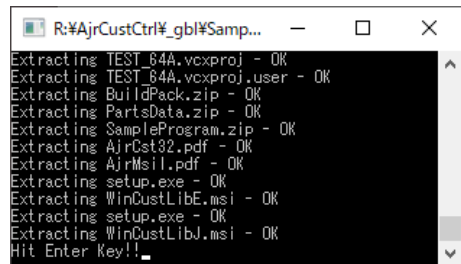 R:¥AjrCustCtrl¥_gbl¥Samp...
Extracting TEST_64A.vcxproj - OK
Extracting TEST_64A.vcxproj.user - OK
Extracting BuildPack.zip - OK
Extracting PartsData.zip - OK
Extracting SampleProgram.zip - OK
Extracting AjrCst32.pdf - OK
Extracting AjrMsil.pdf - OK
Extracting setup.exe - OK
Extracting WinCustLibE.msi - OK
Extracting setup.exe - OK
Extracting WinCustLibJ.msi - OK
Hit Enter Key!!_